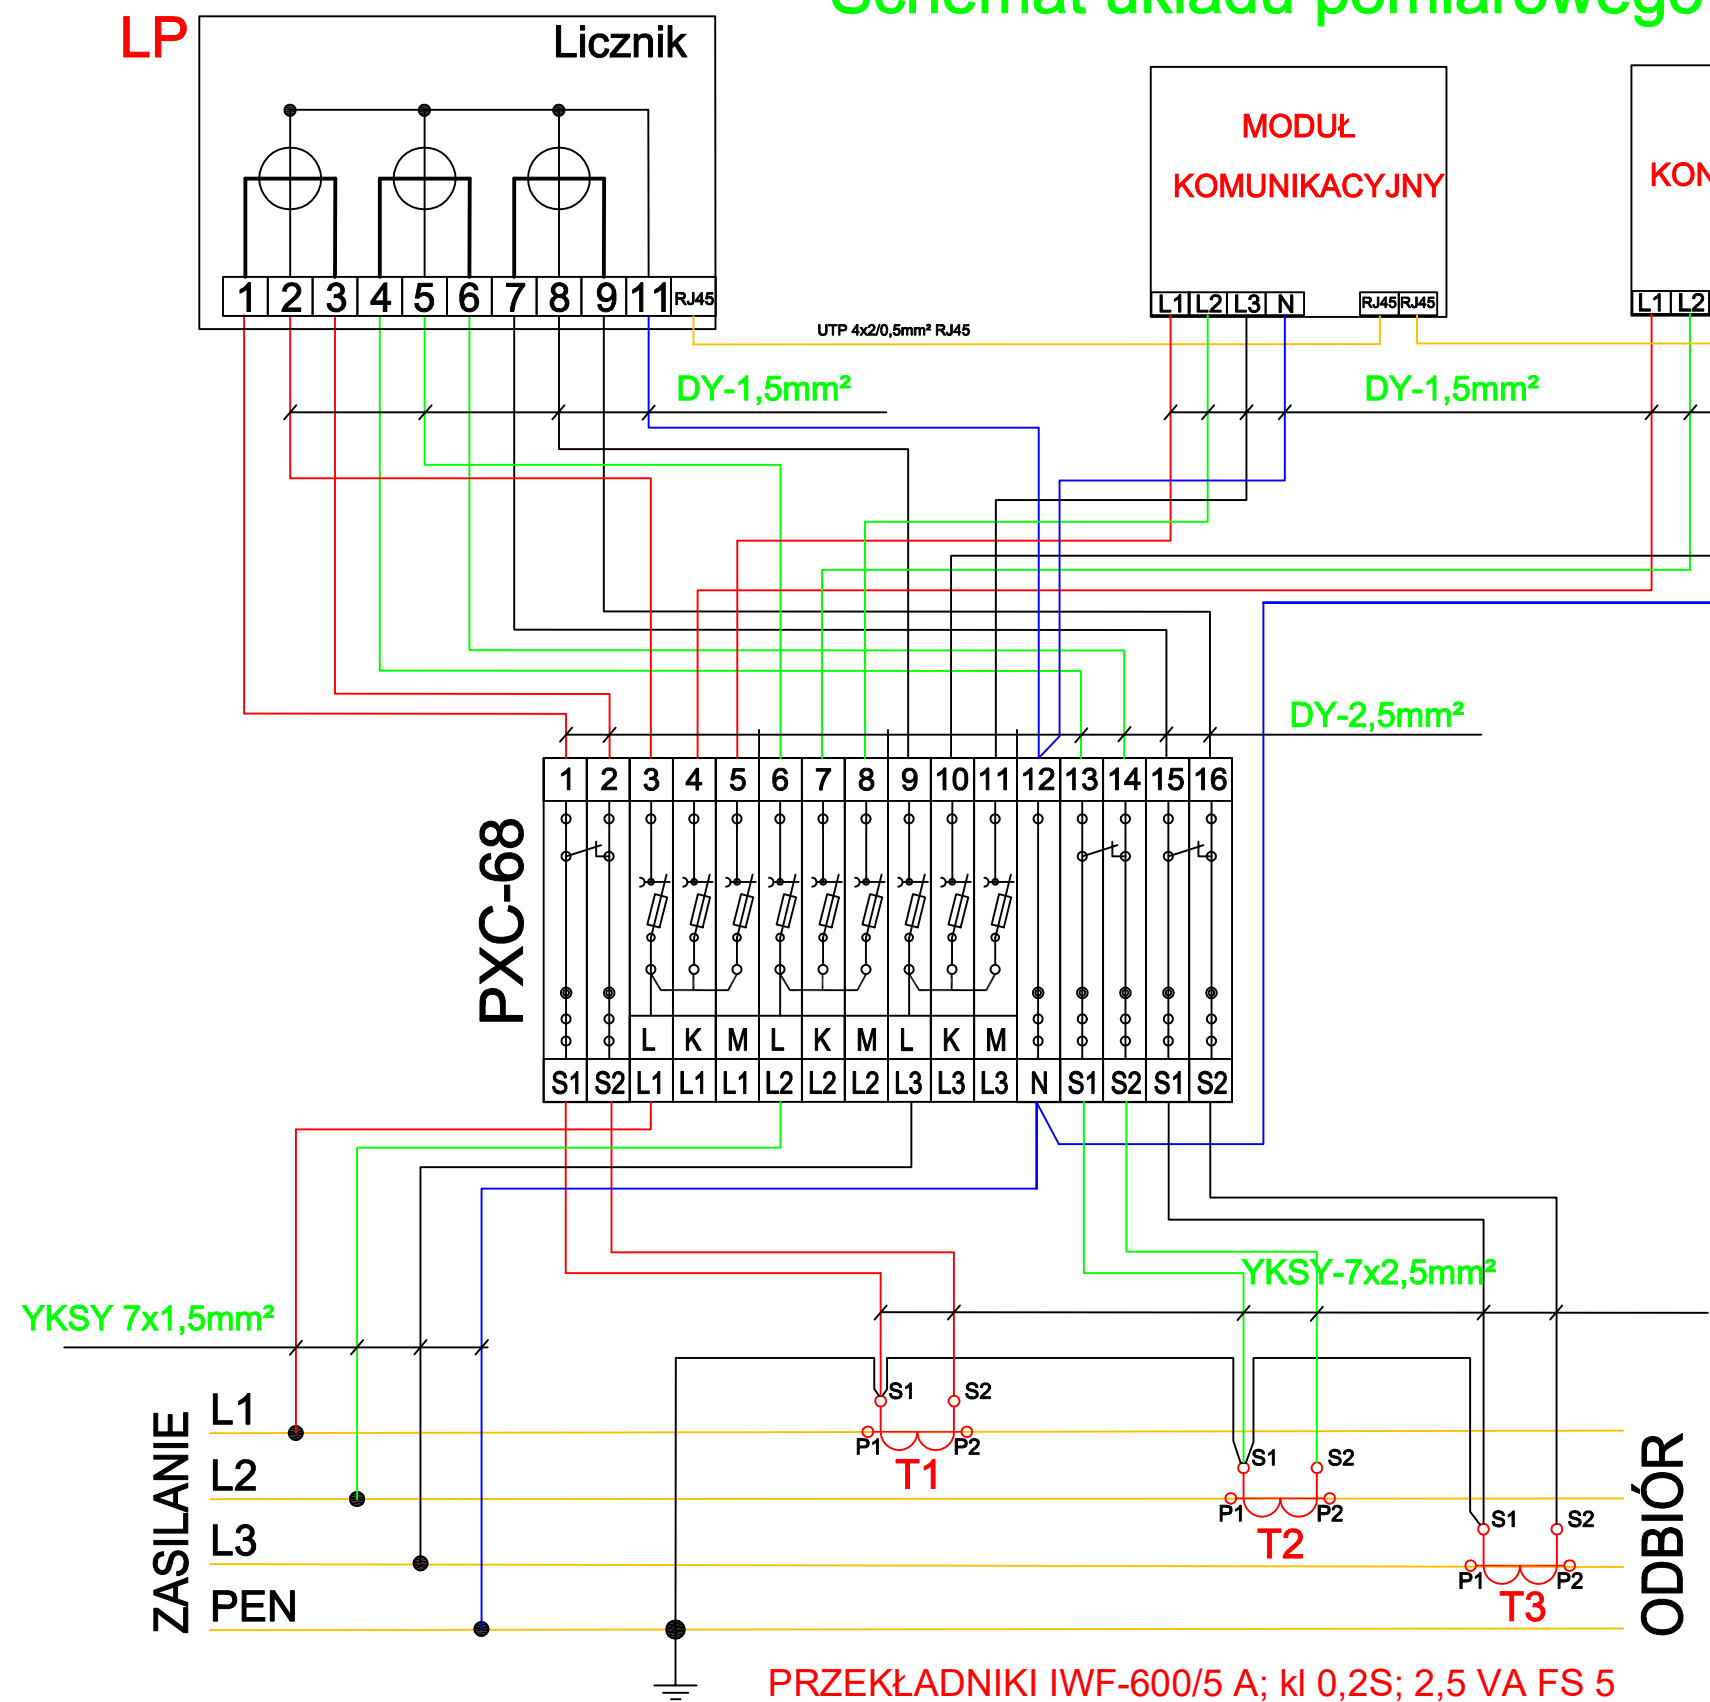 Schemat układu pomiarowego
LP
Licznik
MODUŁ
KOMUNIKACYJNY
1 2 3 4 5 6 7 8 9 11 RJ45
L1 L2 L3 N RJ45 RJ45
L1 L2
UTP 4x2/0,5mm² RJ45
DY-1,5mm²
DY-1,5mm²
DY-2,5mm²
PXC-68
1 2 3 4 5 6 7 8 9 10 11 12 13 14 15 16
L K M L K M L K M
S1 S2 L1 L1 L1 L2 L2 L2 L3 L3 L3 N S1 S2 S1 S2
YKSY-7x2,5mm²
YKSY 7x1,5mm²
ZASILANIE
L1
L2
L3
PEN
S1 S2
P1 P2
T1
S1 S2
P1 P2
T2
S1 S2
P1 P2
T3
ODBIÓR
PRZEKŁADNIKI IWF-600/5 A; kl 0,2S; 2,5 VA FS 5